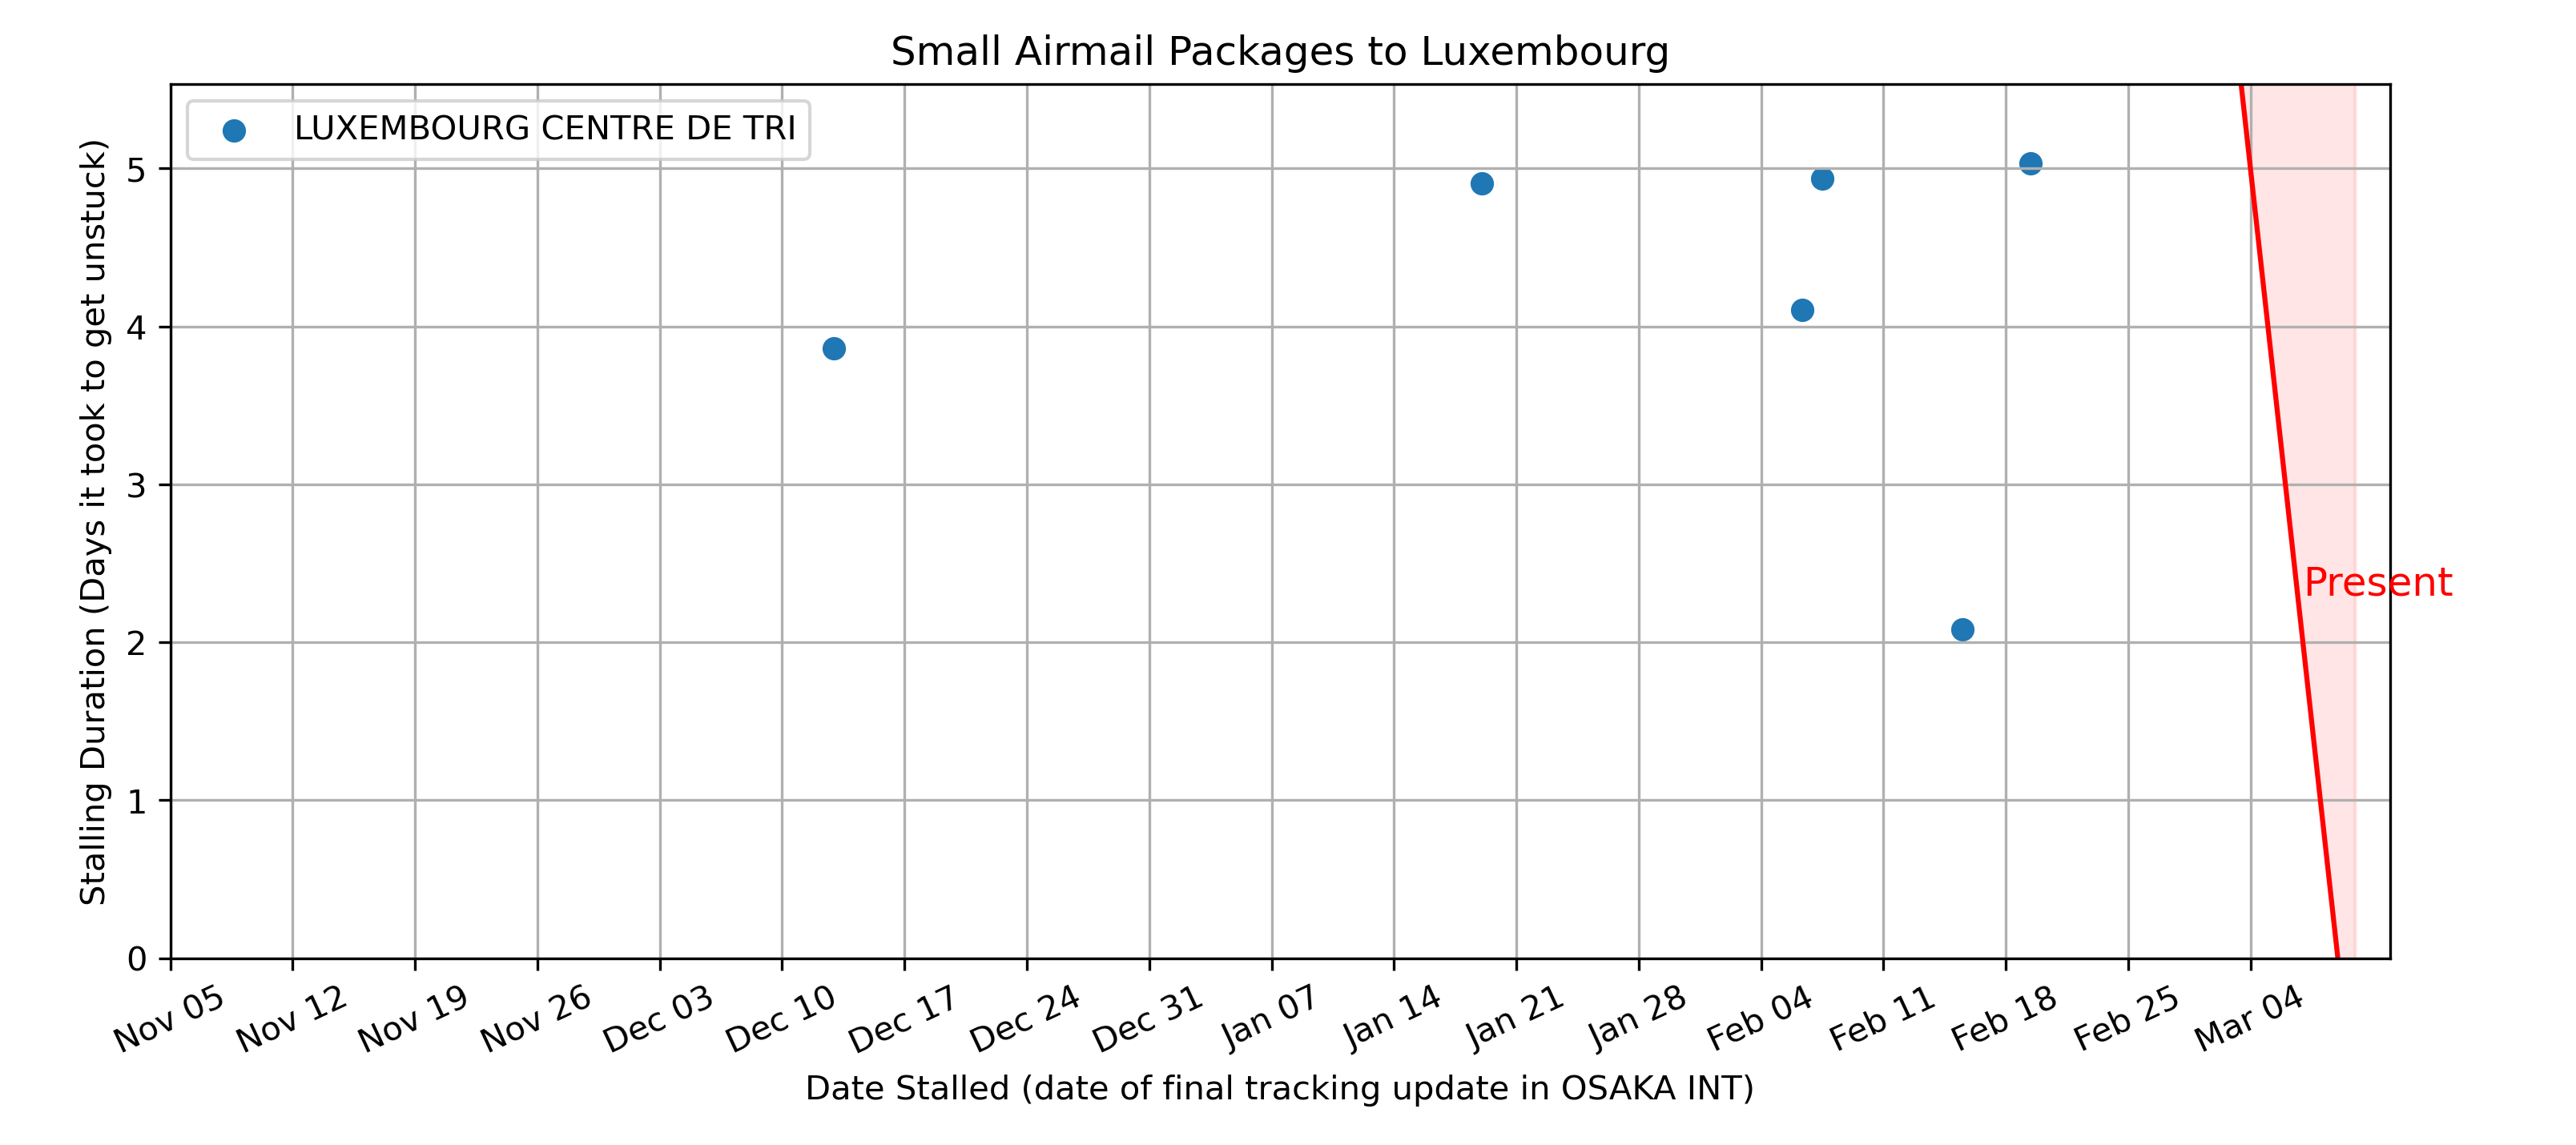 Small Airmail Packages to Luxembourg
LUXEMBOURG CENTRE DE TRI
Stalling Duration (Days it took to get unstuck)
5
4
3
2
1
0
Present
Nov 05
Nov 12
Nov 19
Nov 26
Dec 03
Dec 10
Dec 17
Dec 24
Dec 31
Jan 07
Jan 14
Jan 21
Jan 28
Feb 04
Feb 11
Feb 18
Feb 25
Mar 04
Date Stalled (date of final tracking update in OSAKA INT)